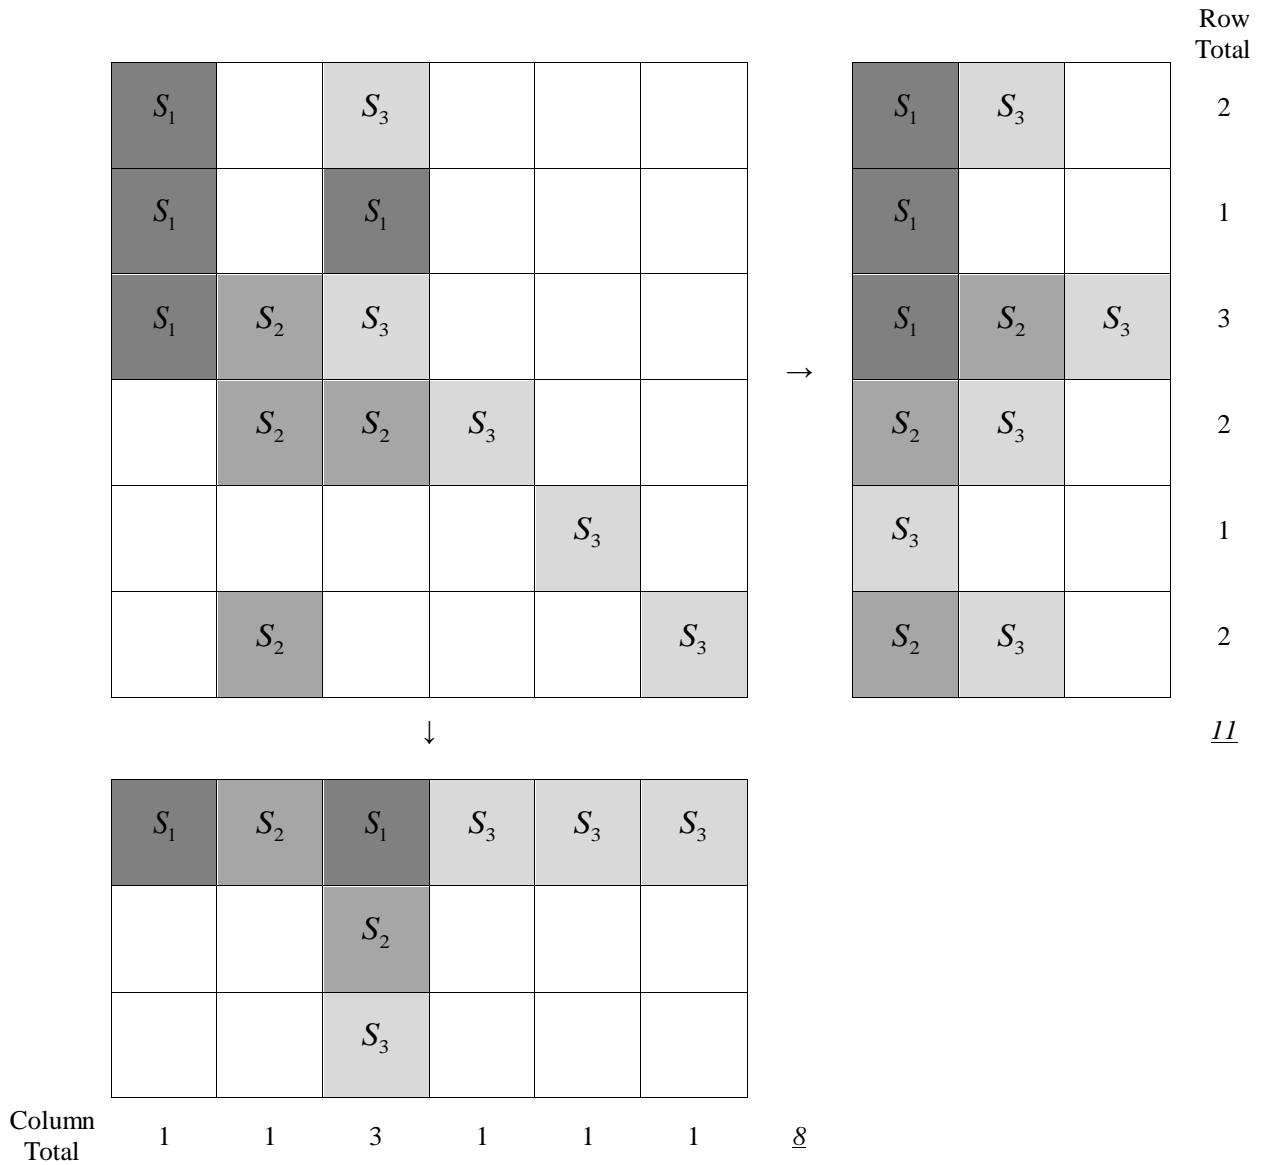 Row
Total
S₁ S₃ S₁ S₃ 2
S₁ S₁ S₁ 1
S₁ S₂ S₃ S₁ S₂ S₃ 3
→
S₂ S₂ S₃ S₂ S₃ 2
S₃ S₃ 1
S₂ S₃ S₂ S₃ 2
↓ 11
S₁ S₂ S₁ S₃ S₃ S₃
S₂
S₃
Column
Total 1 1 3 1 1 1 8